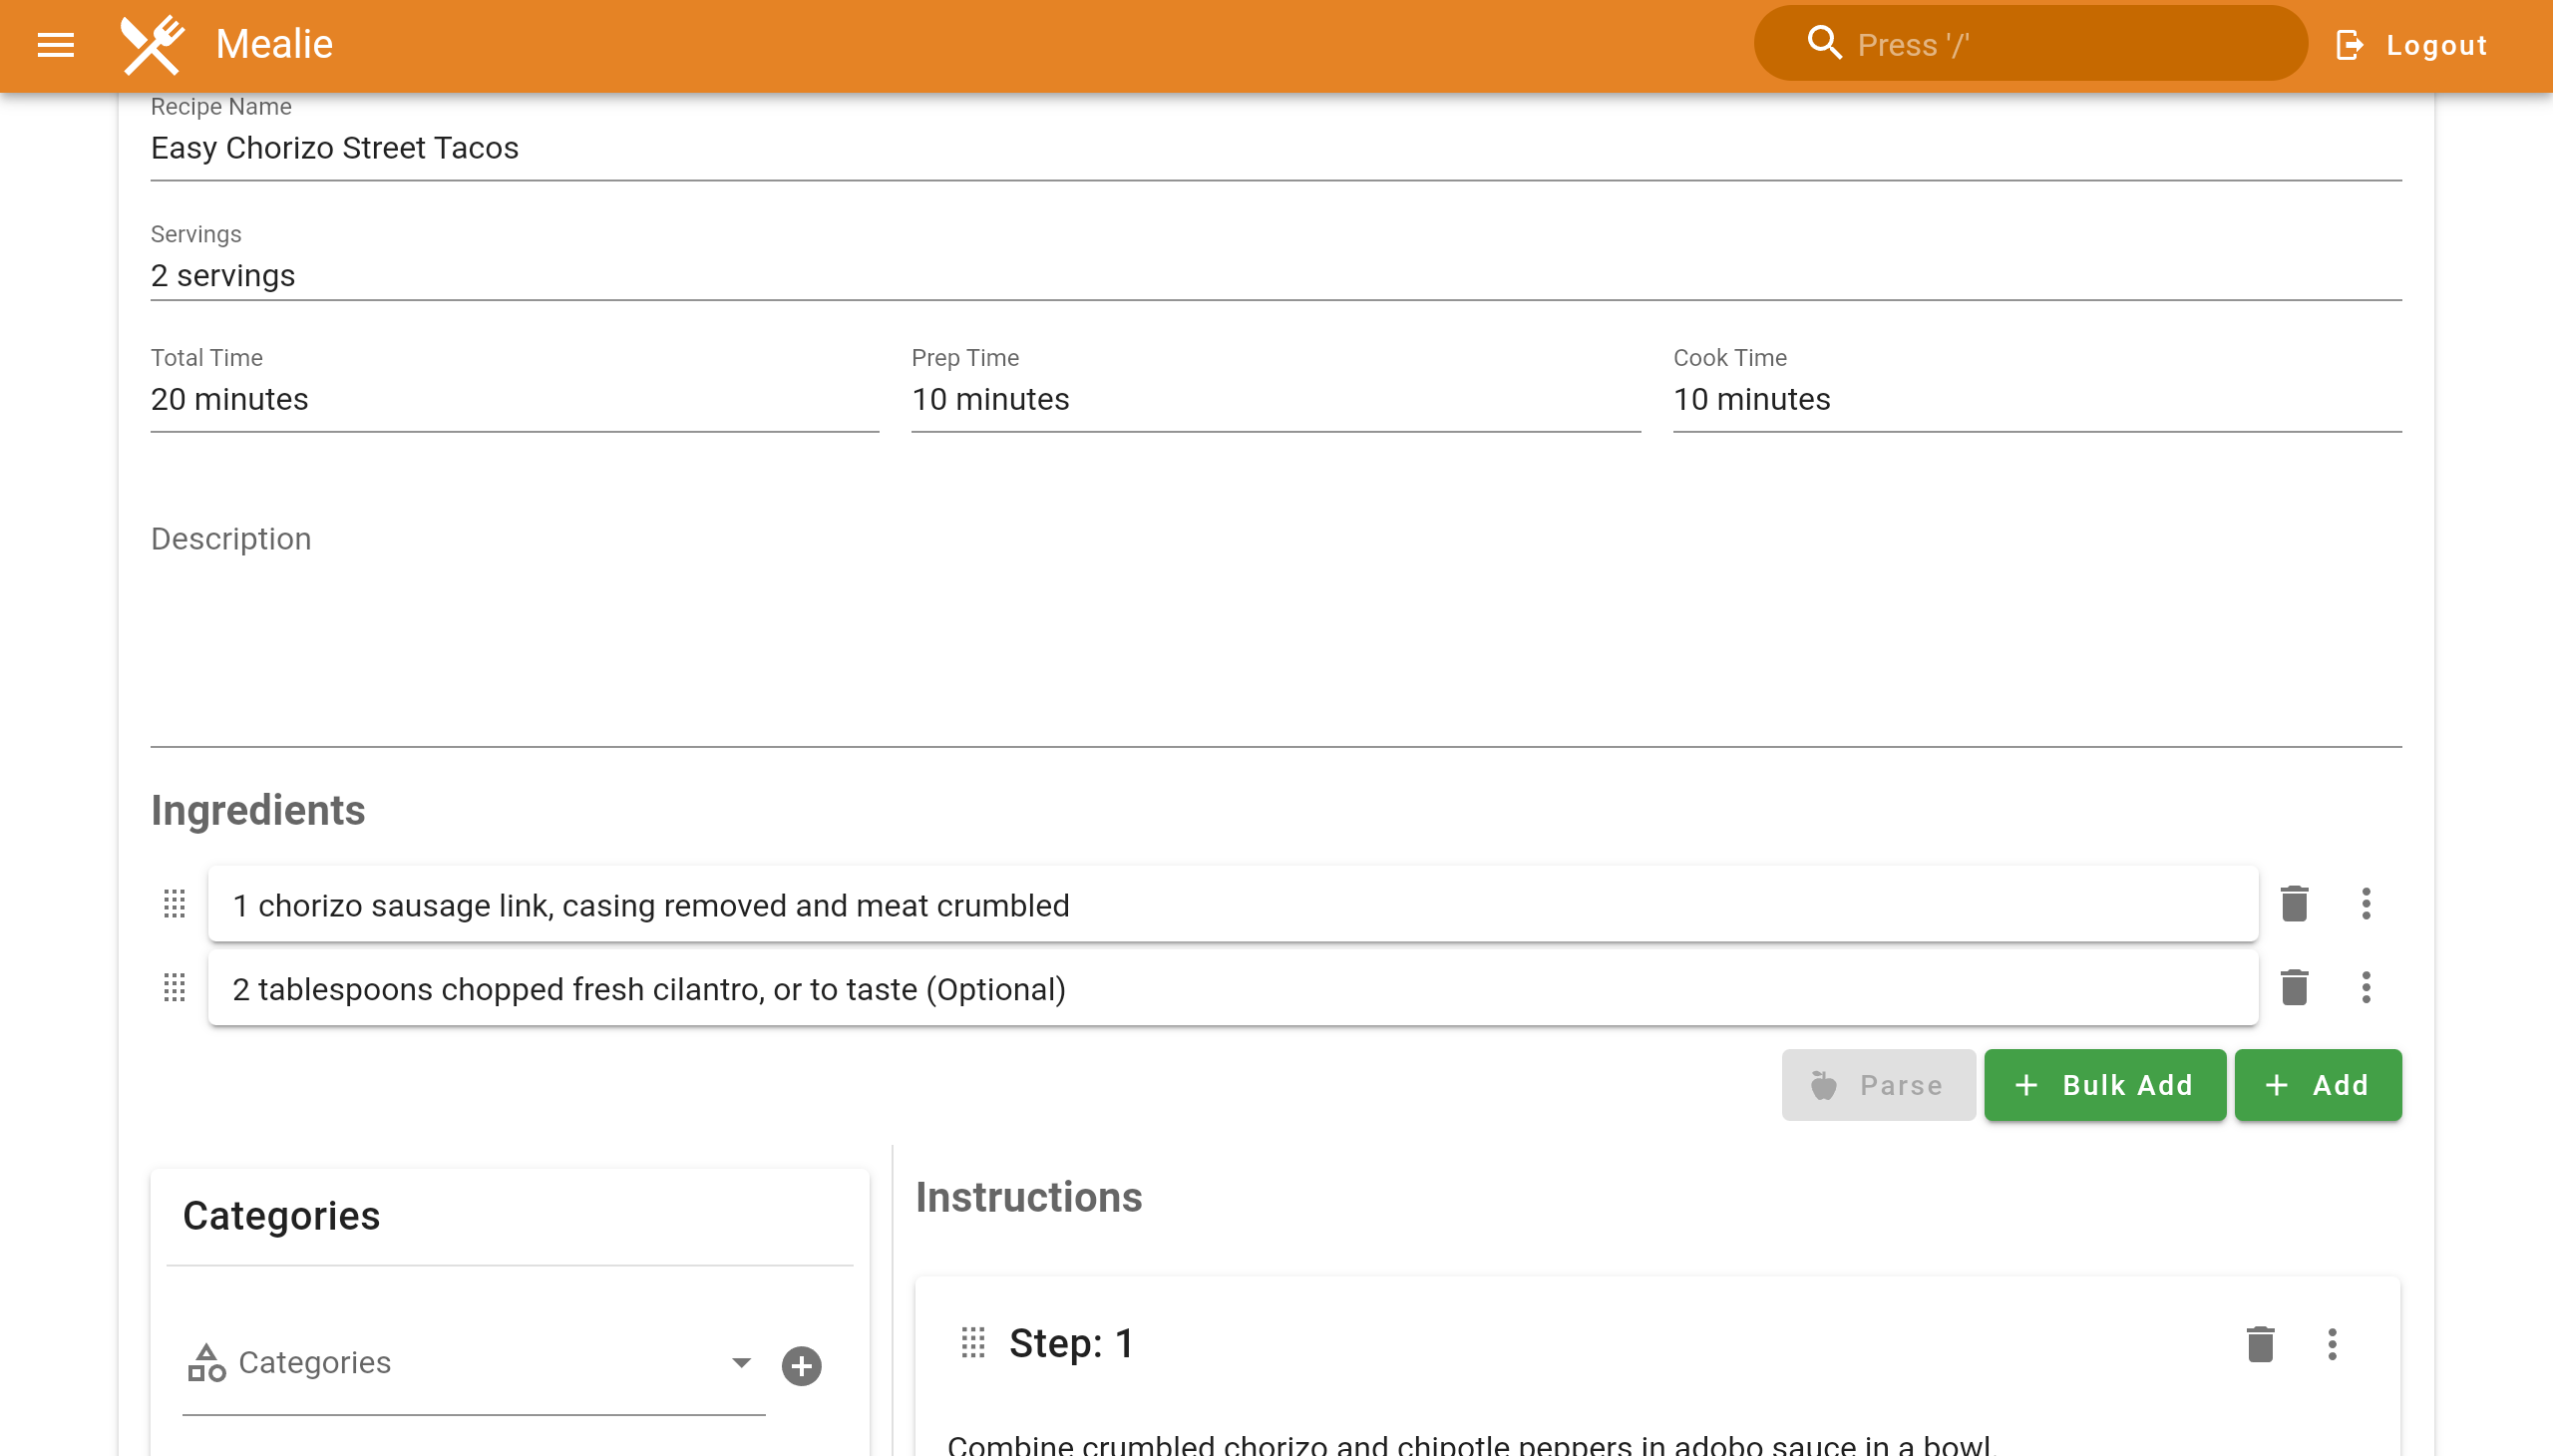 Mealie
Press '/'
Logout
Recipe Name
Easy Chorizo Street Tacos
Servings
2 servings
Total Time
Prep Time
Cook Time
20 minutes
10 minutes
10 minutes
Description
Ingredients
1 chorizo sausage link, casing removed and meat crumbled
2 tablespoons chopped fresh cilantro, or to taste (Optional)
Parse
Bulk Add
Add
Categories
Categories
Instructions
Step: 1
Combine crumbled chorizo and chipotle peppers in adobo sauce in a bowl.